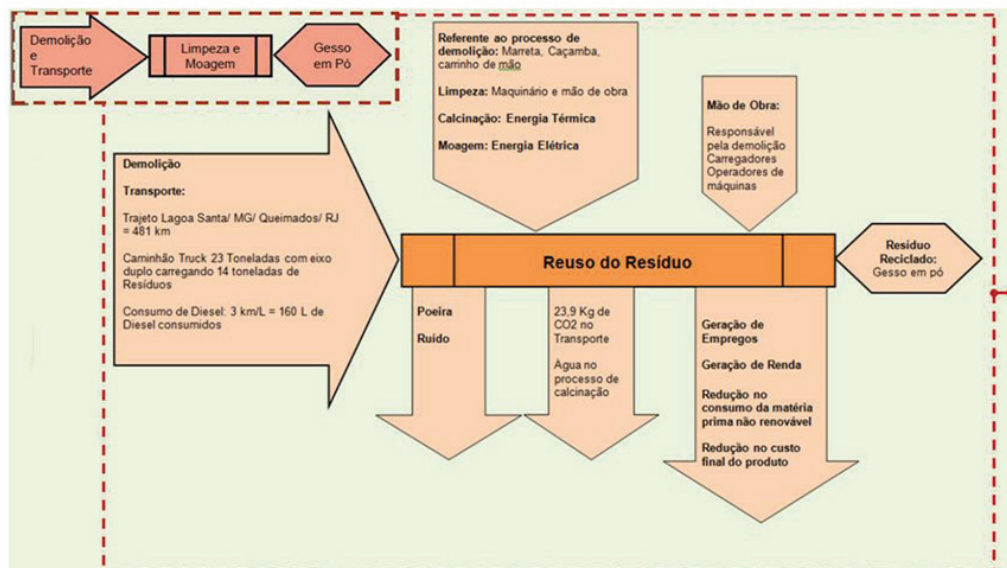 Demolição
e
Transporte
Limpeza e
Moagem
Gesso
em Pó
Referente ao processo de
demolição: Marreta, Caçamba,
carrinho de mão
Limpeza: Maquinário e mão de obra
Calcinação: Energia Térmica
Moagem: Energia Elétrica
Mão de Obra:
Responsável
pela demolição
Carregadores
Operadores de
máquinas
Demolição
Transporte:
Trajeto Lagoa Santa/ MG/ Queimados/ RJ
= 481 km
Caminhão Truck 23 Toneladas com eixo
duplo carregando 14 toneladas de
Resíduos
Consumo de Diesel: 3 km/L = 160 L de
Diesel consumidos
Reuso do Resíduo
Resíduo
Reciclado:
Gesso em pó
Poeira
Ruído
23,9 Kg de
CO2 no
Transporte
Água no
processo de
calcinação
Geração de
Empregos
Geração de Renda
Redução no
consumo da matéria
prima não renovável
Redução no custo
final do produto